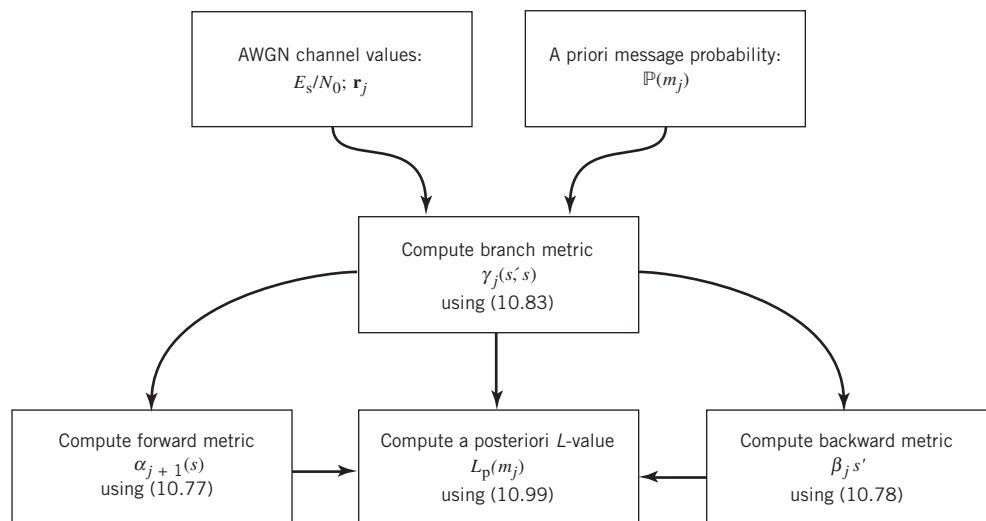 AWGN channel values:
E_s/N_0; r_j
A priori message probability:
ℙ(m_j)
Compute branch metric
γ_j(s,́ s)
using (10.83)
Compute forward metric
α_{j + 1}(s)
using (10.77)
Compute a posteriori L-value
L_p(m_j)
using (10.99)
Compute backward metric
β_j s′
using (10.78)